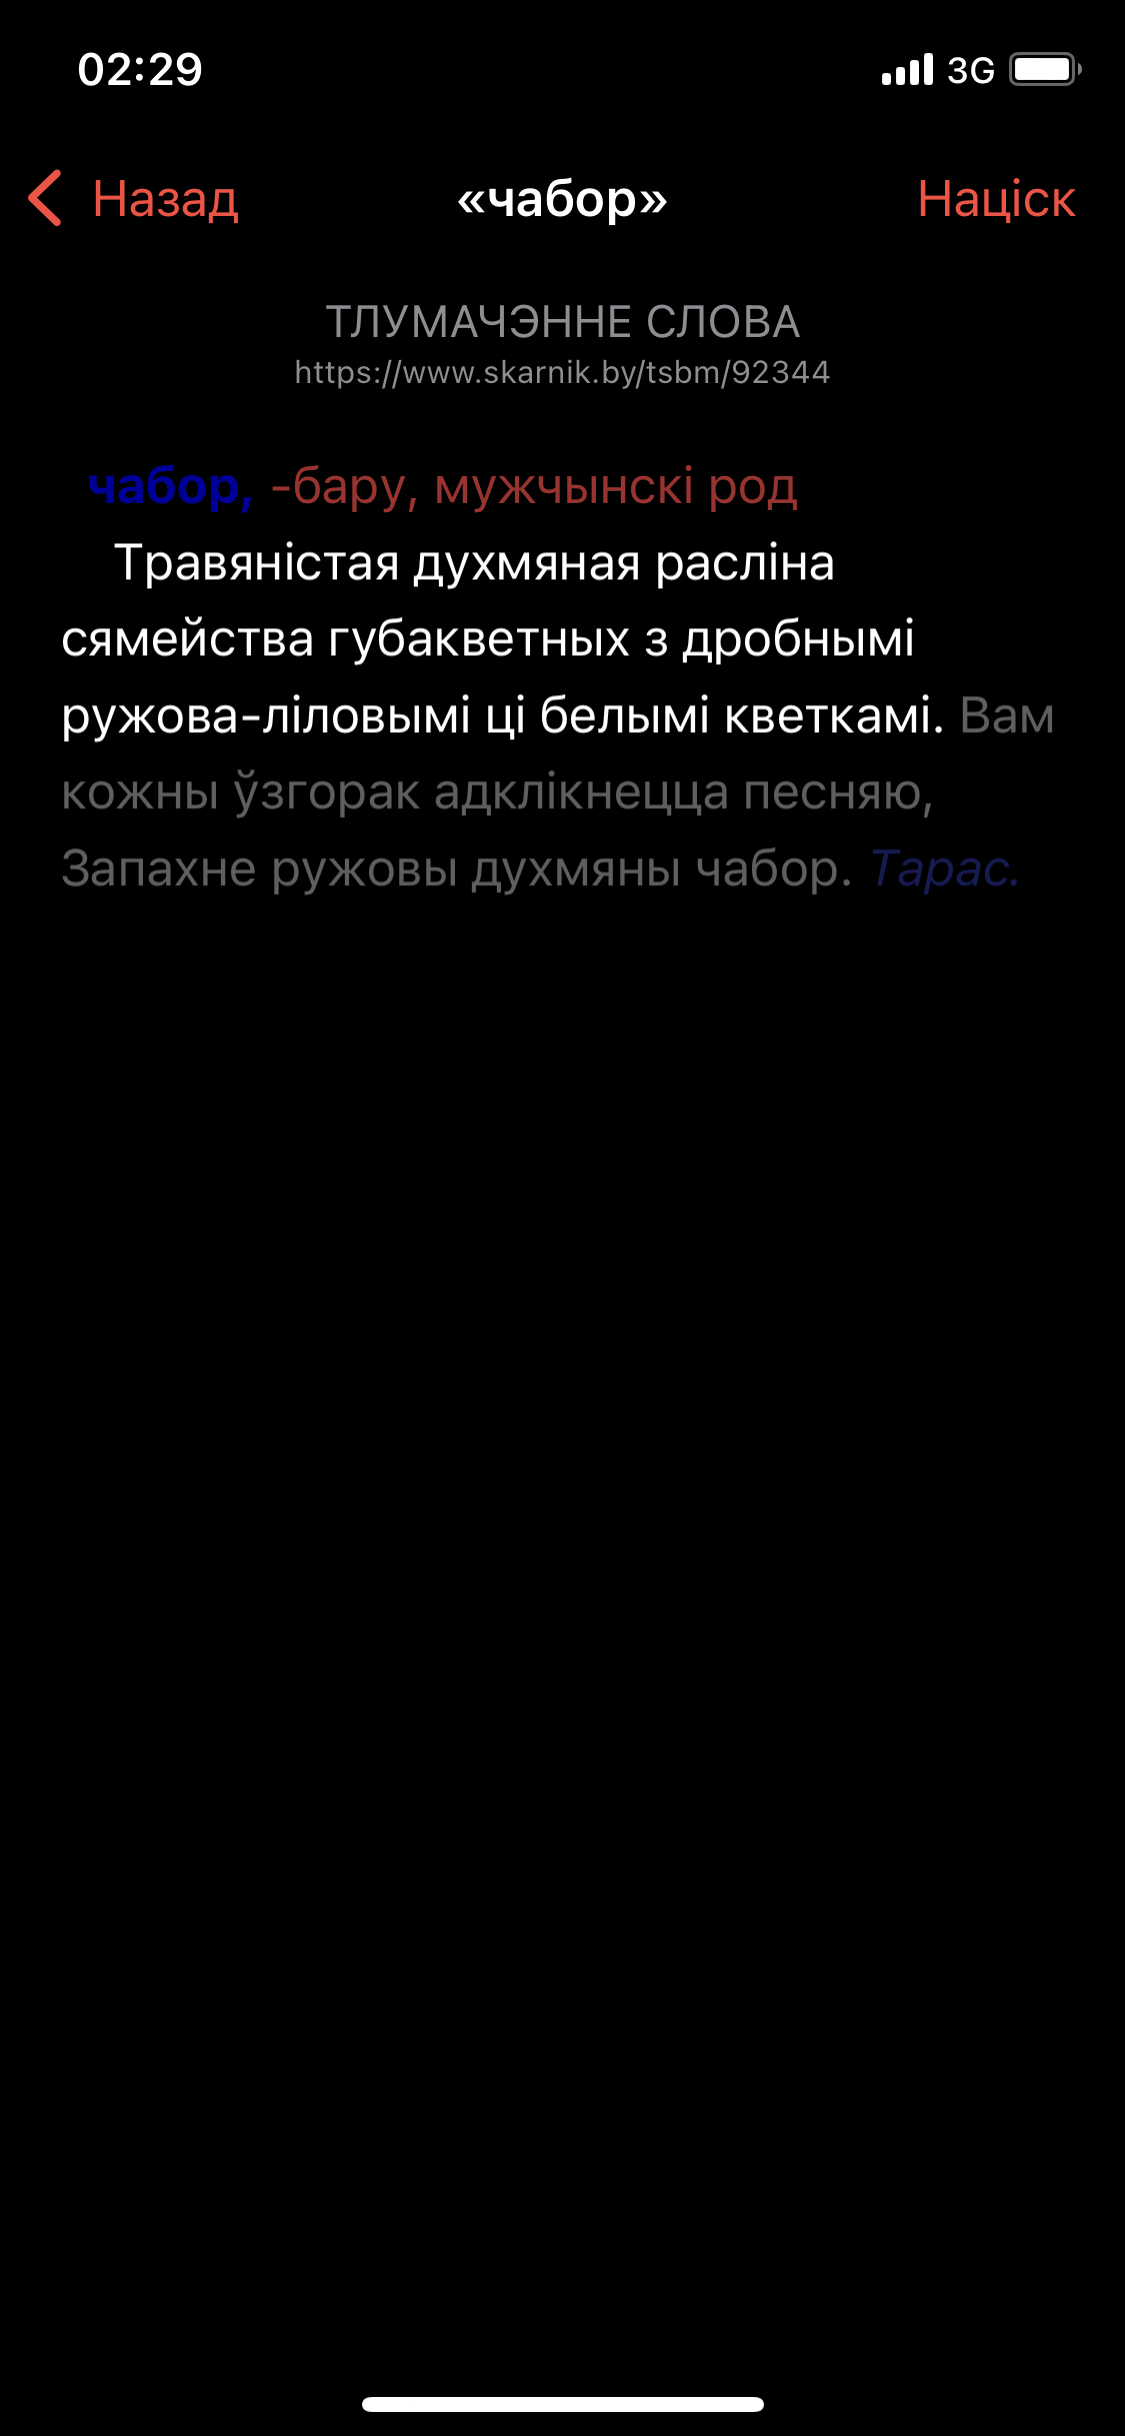 02:29 3G
Назад «чабор» Націск
ТЛУМАЧЭННЕ СЛОВА
https://www.skarnik.by/tsbm/92344
чабор, -бару, мужчынскі род
Травяністая духмяная расліна
сямейства губакветных з дробнымі
ружова-ліловымі ці белымі кветкамі. Вам
кожны ўзгорак адклікнецца песняю,
Запахне ружовы духмяны чабор. Тарас.